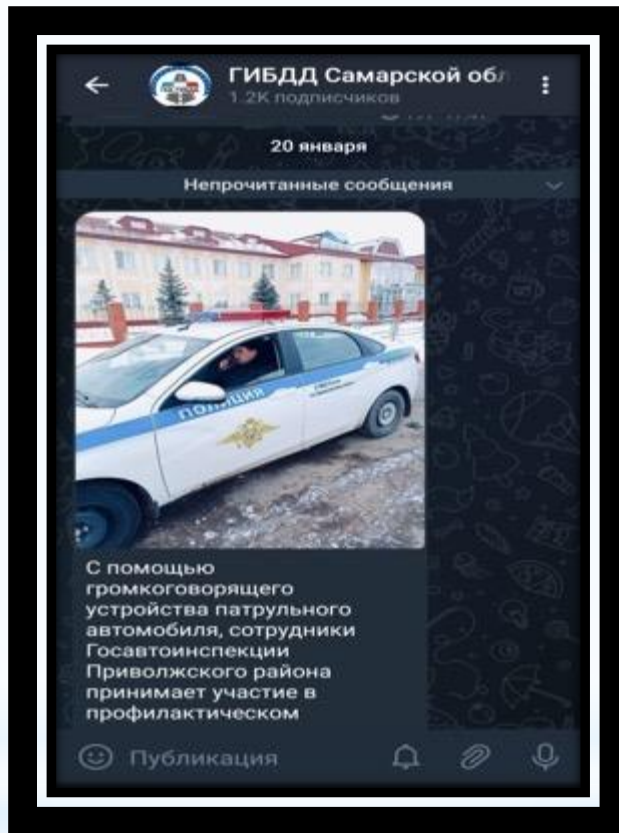 ГИБДД Самарской обл
1.2K подписчиков
20 января
Непрочитанные сообщения
ПОЛИЦИЯ
С помощью
громкоговорящего
устройства патрульного
автомобиля, сотрудники
Госавтоинспекции
Приволжского района
принимает участие в
профилактическом
Публикация